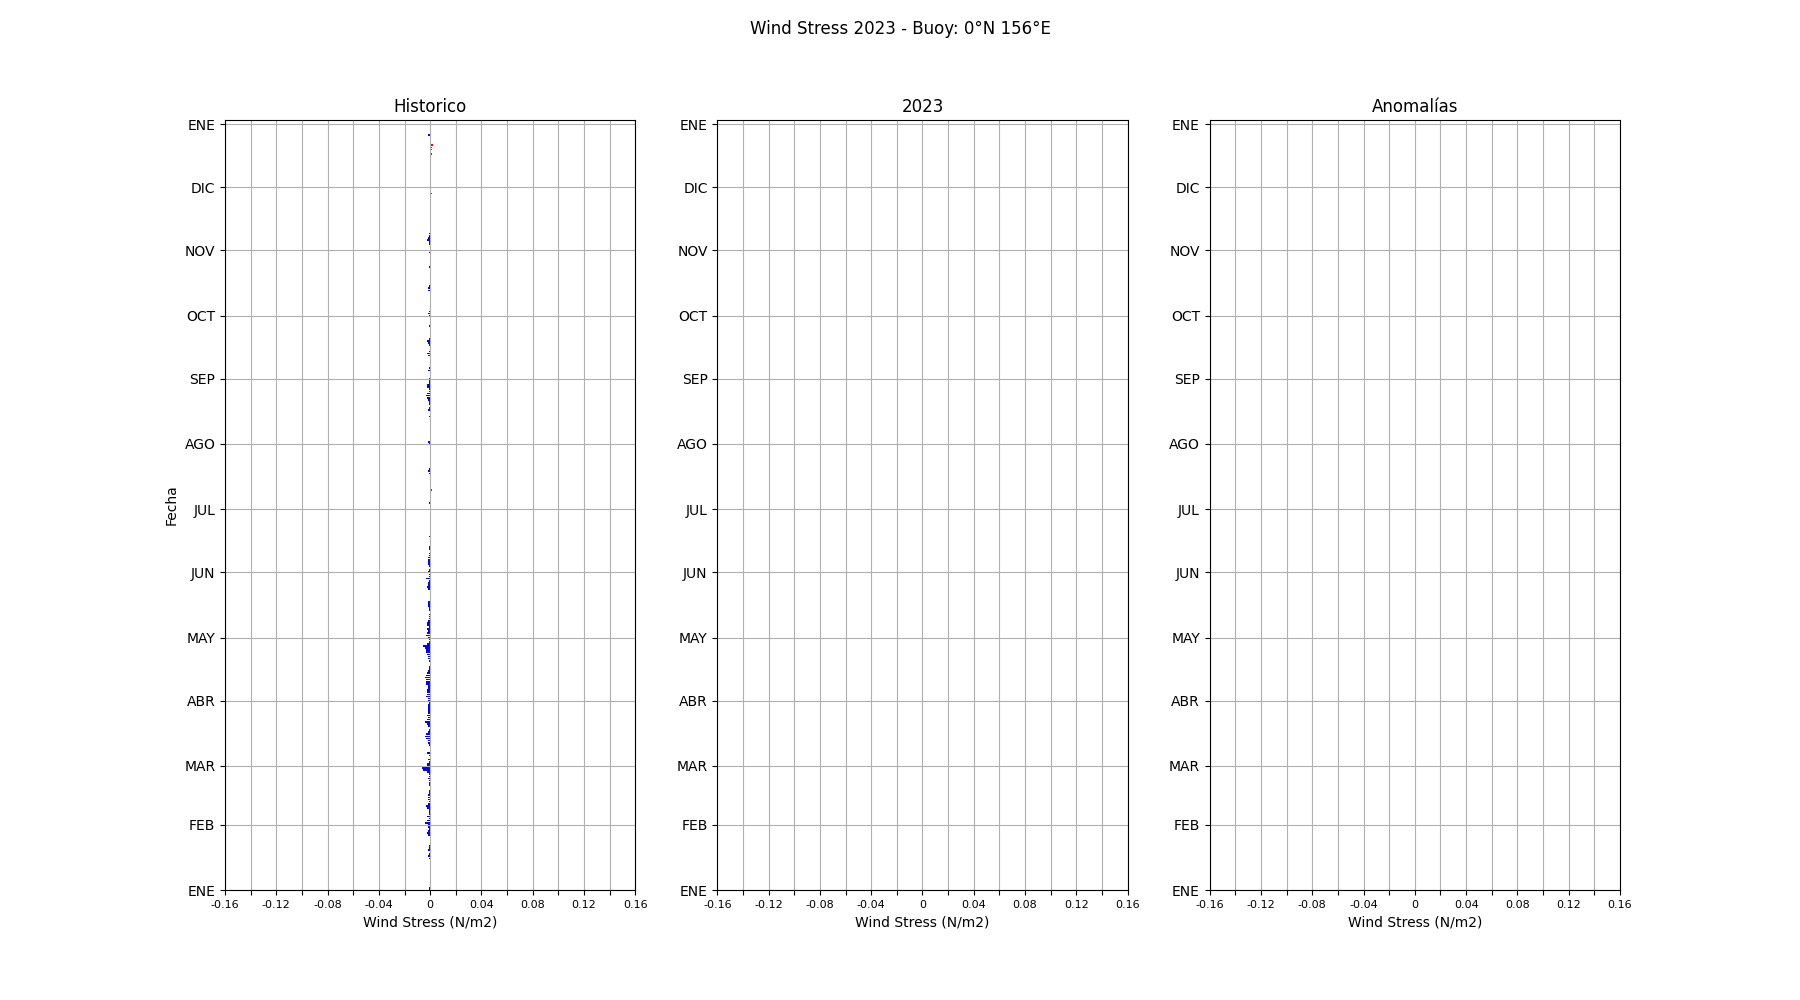 Wind Stress 2023 - Buoy: 0°N 156°E
Historico
ENE
DIC
NOV
OCT
SEP
AGO
JUL
JUN
MAY
ABR
MAR
FEB
ENE
Fecha
-0.16 -0.12 -0.08 -0.04 0 0.04 0.08 0.12 0.16
Wind Stress (N/m2)
2023
ENE
DIC
NOV
OCT
SEP
AGO
JUL
JUN
MAY
ABR
MAR
FEB
ENE
-0.16 -0.12 -0.08 -0.04 0 0.04 0.08 0.12 0.16
Wind Stress (N/m2)
Anomalías
ENE
DIC
NOV
OCT
SEP
AGO
JUL
JUN
MAY
ABR
MAR
FEB
ENE
-0.16 -0.12 -0.08 -0.04 0 0.04 0.08 0.12 0.16
Wind Stress (N/m2)